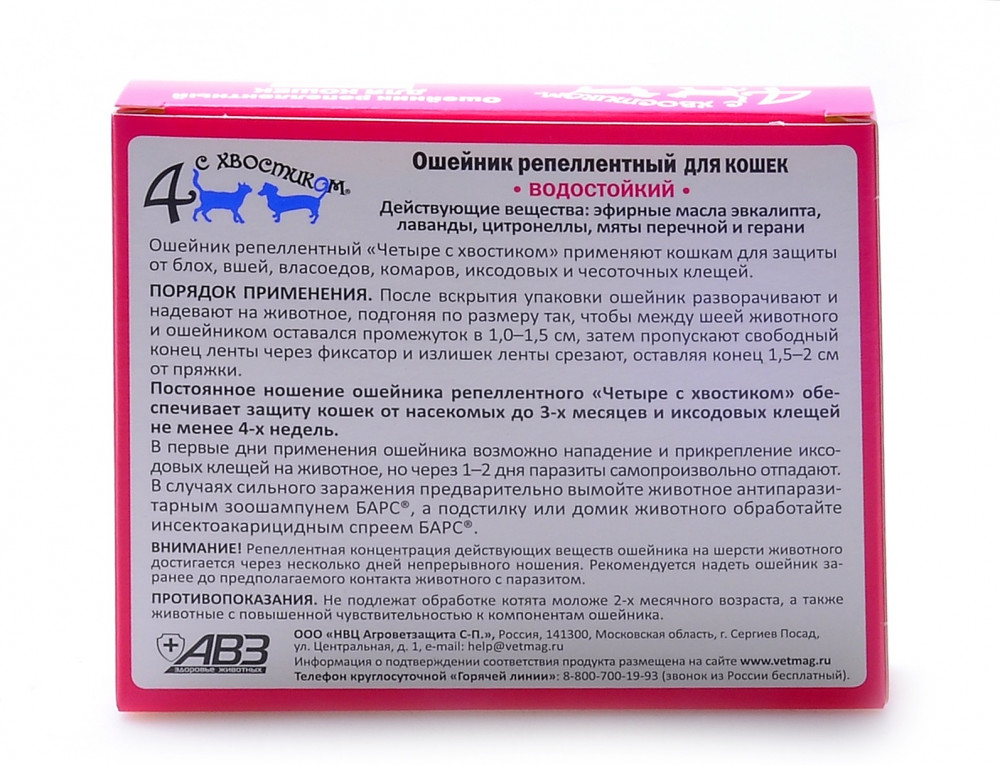 Ошейник репеллентный
для кошек
4 с хвостиком
4 с хвостиком®
Ошейник репеллентный для кошек
• водостойкий •
Действующие вещества: эфирные масла эвкалипта,
лаванды, цитронеллы, мяты перечной и герани
Ошейник репеллентный «Четыре с хвостиком» применяют кошкам для защиты
от блох, вшей, власоедов, комаров, иксодовых и чесоточных клещей.
ПОРЯДОК ПРИМЕНЕНИЯ. После вскрытия упаковки ошейник разворачивают и
надевают на животное, подгоняя по размеру так, чтобы между шеей животного
и ошейником оставался промежуток в 1,0–1,5 см, затем пропускают свободный
конец ленты через фиксатор и излишек ленты срезают, оставляя конец 1,5–2 см
от пряжки.
Постоянное ношение ошейника репеллентного «Четыре с хвостиком» обе-
спечивает защиту кошек от насекомых до 3-х месяцев и иксодовых клещей
не менее 4-х недель.
В первые дни применения ошейника возможно нападение и прикрепление иксо-
довых клещей на животное, но через 1–2 дня паразиты самопроизвольно отпадают.
В случаях сильного заражения предварительно вымойте животное антипарази-
тарным зоошампунем БАРС®, а подстилку или домик животного обработайте
инсектоакарицидным спреем БАРС®.
ВНИМАНИЕ! Репеллентная концентрация действующих веществ ошейника на шерсти животного
достигается через несколько дней непрерывного ношения. Рекомендуется надеть ошейник за-
ранее до предполагаемого контакта животного с паразитом.
ПРОТИВОПОКАЗАНИЯ. Не подлежат обработке котята моложе 2-х месячного возраста, а также
животные с повышенной чувствительностью к компонентам ошейника.
АВЗ
здоровье животных
ООО «НВЦ Агроветзащита С-П.», Россия, 141300, Московская область, г. Сергиев Посад,
ул. Центральная, д. 1, e-mail: help@vetmag.ru
Информация о подтверждении соответствия продукта размещена на сайте www.vetmag.ru
Телефон круглосуточной «Горячей линии»: 8-800-700-19-93 (звонок из России бесплатный).